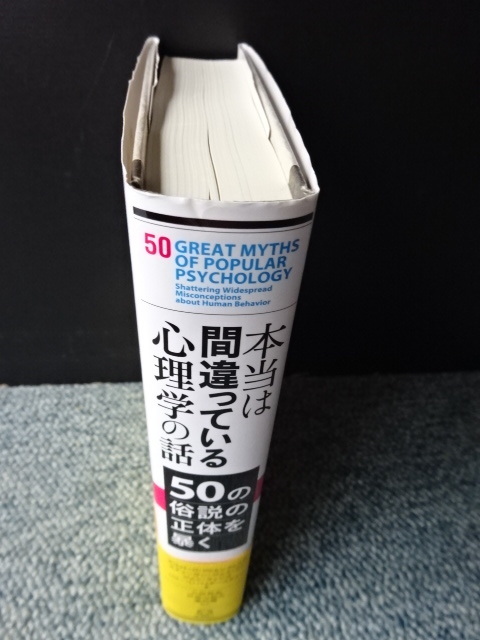 50 GREAT MYTHS
OF POPULAR
PSYCHOLOGY
Shattering Widespread
Misconceptions
about Human Behavior
本当は
間違っている
心理学の話
50の
俗説の
正体を
暴く